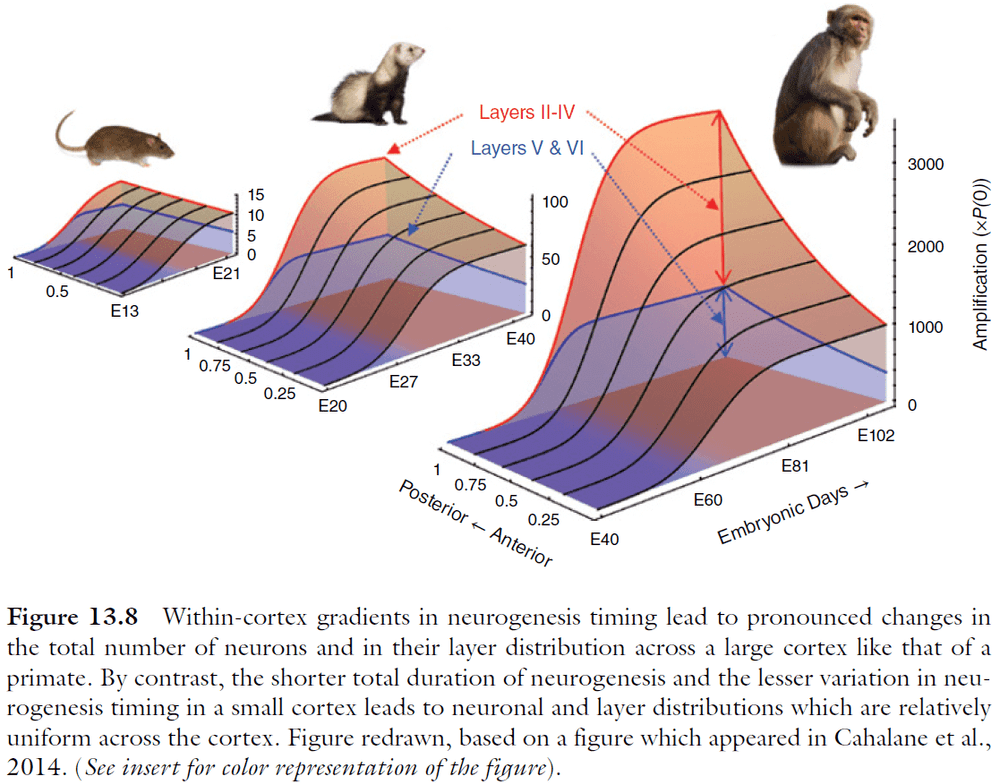 Layers II-IV
Layers V & VI
15
10
5
0
1
0.5
E13
E21
100
50
0
1
0.75
0.5
0.25
E20
E27
E33
E40
3000
2000
1000
0
Amplification (×P(0))
1
0.75
0.5
0.25
E40
E60
E81
E102
Posterior ← Anterior
Embryonic Days →
Figure 13.8 Within-cortex gradients in neurogenesis timing lead to pronounced changes in
the total number of neurons and in their layer distribution across a large cortex like that of a
primate. By contrast, the shorter total duration of neurogenesis and the lesser variation in neu-
rogenesis timing in a small cortex leads to neuronal and layer distributions which are relatively
uniform across the cortex. Figure redrawn, based on a figure which appeared in Cahalane et al.,
2014. (See insert for color representation of the figure).